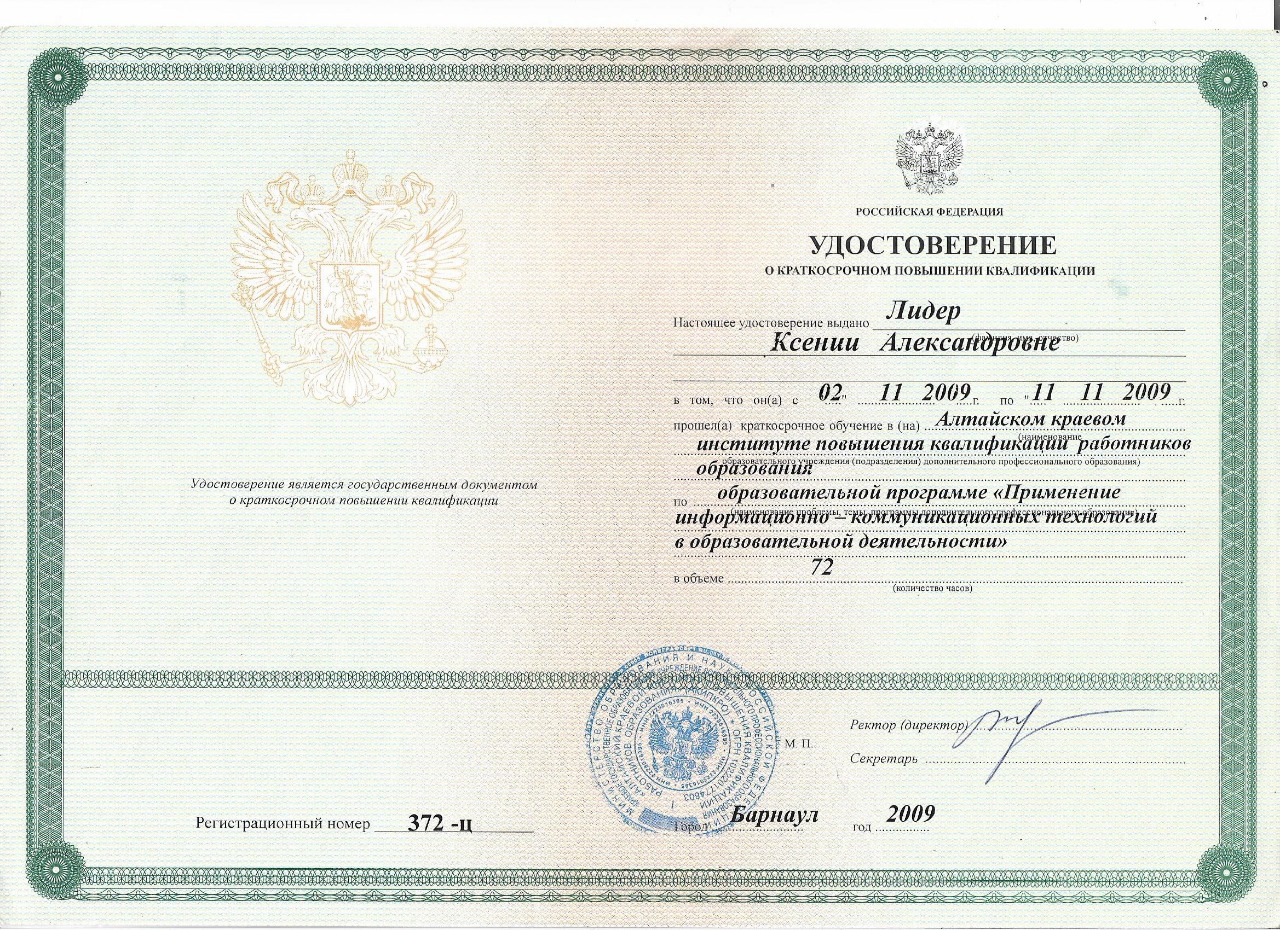 Удостоверение является государственным документом
о краткосрочном повышении квалификации
Регистрационный номер 372 -ц
РОССИЙСКАЯ ФЕДЕРАЦИЯ
УДОСТОВЕРЕНИЕ
О КРАТКОСРОЧНОМ ПОВЫШЕНИИ КВАЛИФИКАЦИИ
Настоящее удостоверение выдано Лидер
(фамилия, имя, отчество)
Ксении Александровне
в том, что он(а) с 02" 11 2009 г. по "11 11 2009 г.
прошел(а) краткосрочное обучение в (на) Алтайском краевом
(наименование
институте повышения квалификации работников
образовательного учреждения (подразделения) дополнительного профессионального образования)
образования
по образовательной программе «Применение
(наименование проблемы, темы, программы дополнительного профессионального образования)
информационно – коммуникационных технологий
в образовательной деятельности»
в объеме 72
(количество часов)
М. П.
Ректор (директор)
Секретарь
Город Барнаул год 2009